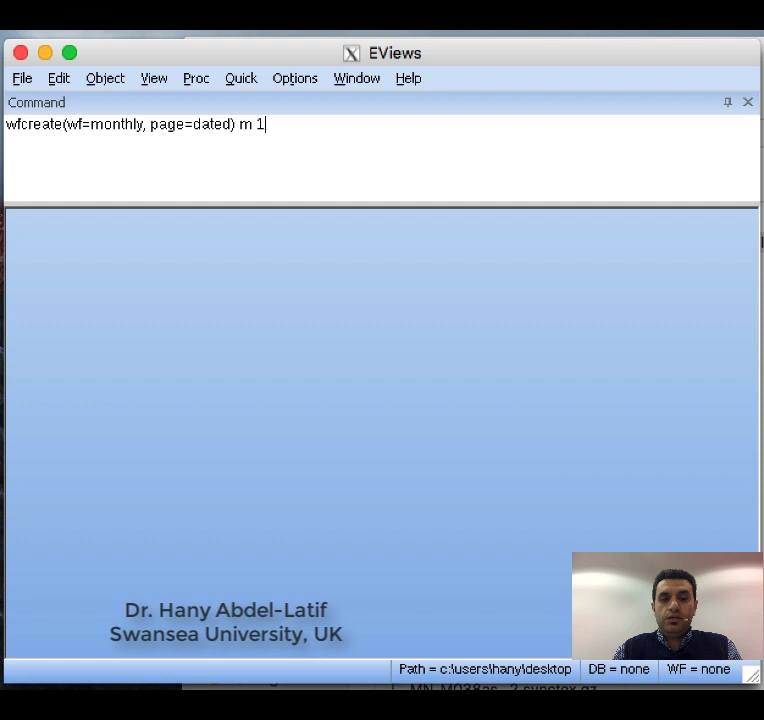 EViews
File Edit Object View Proc Quick Options Window Help
Command
wfcreate(wf=monthly, page=dated) m 1
Dr. Hany Abdel-Latif
Swansea University, UK
Path = c:\users\hany\desktop DB = none WF = none